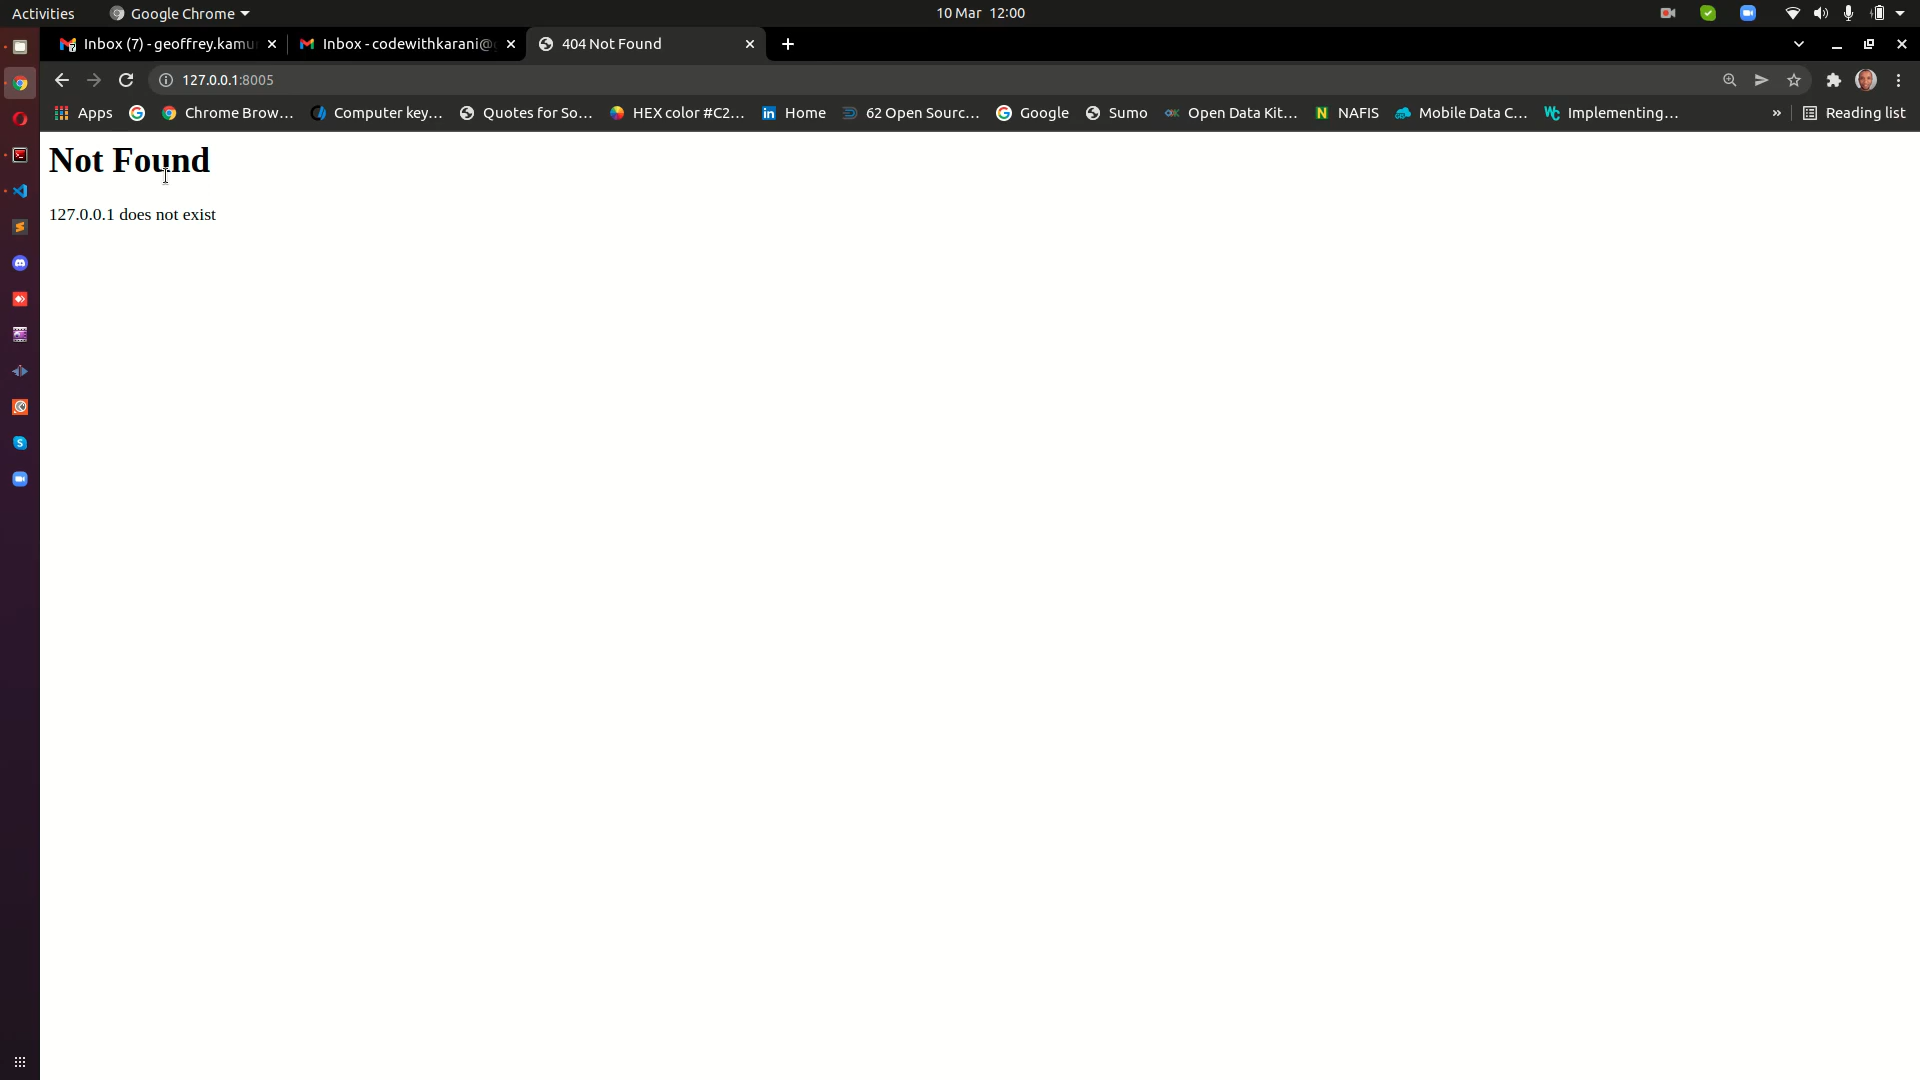 Activities Google Chrome 10 Mar 12:00
Inbox (7) - geoffrey.kamu Inbox - codewithkarani@ 404 Not Found
127.0.0.1:8005
Apps Chrome Brow... Computer key... Quotes for So... HEX color #C2... Home 62 Open Sourc... Google Sumo Open Data Kit... NAFIS Mobile Data C... Implementing... » Reading list
Not Found
127.0.0.1 does not exist